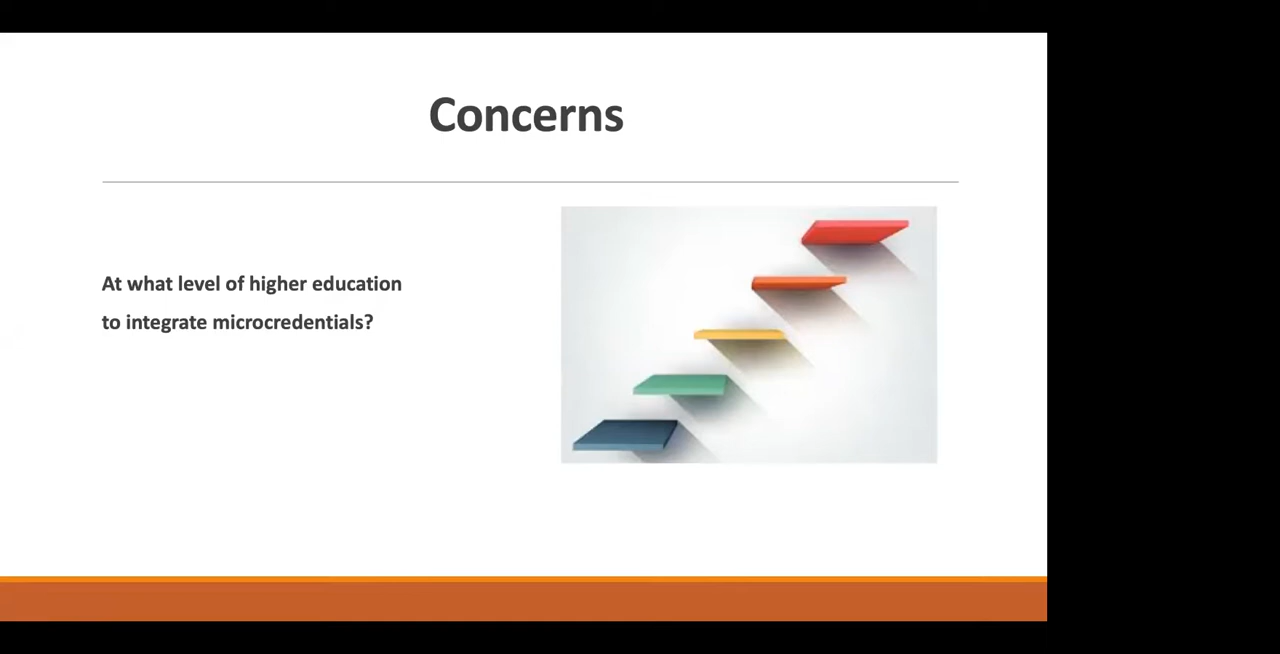 Concerns
At what level of higher education
to integrate microcredentials?